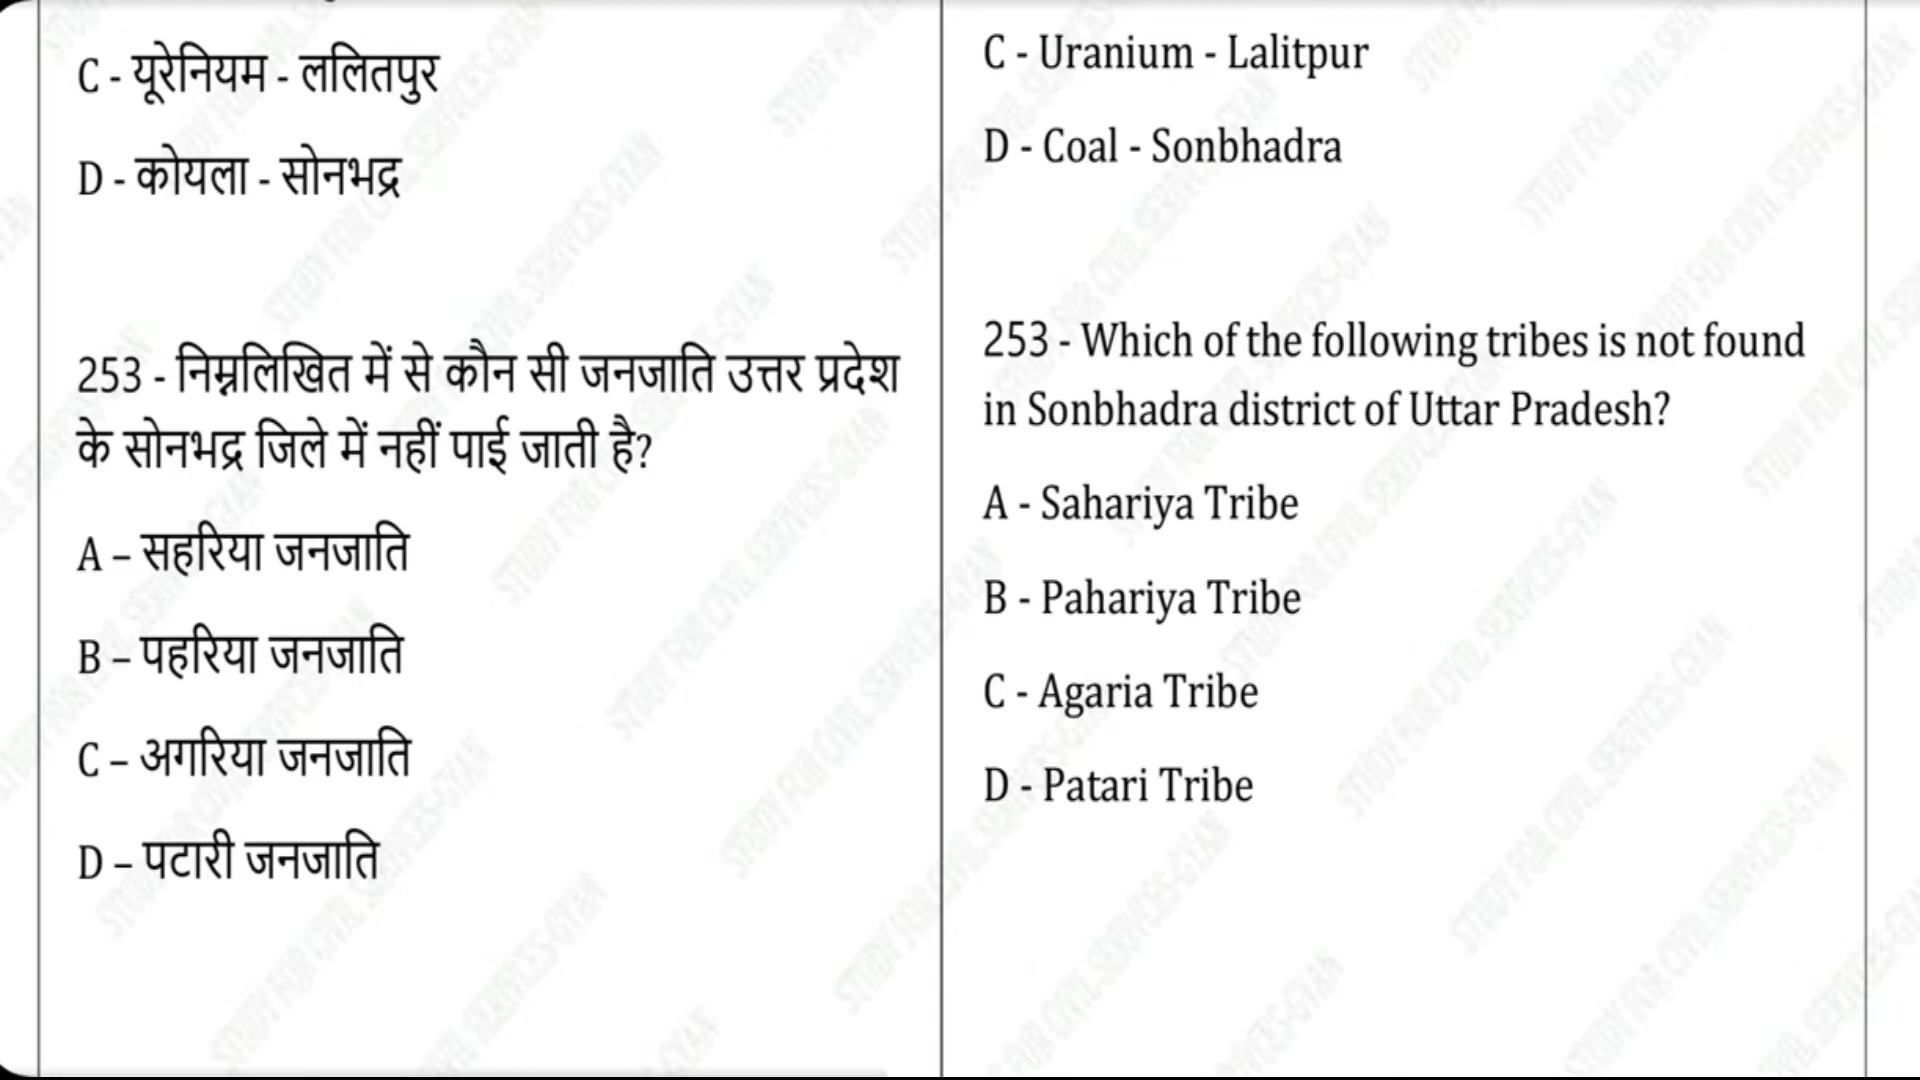 C - यूरेनियम - ललितपुर
D - कोयला - सोनभद्र
253 - निम्नलिखित में से कौन सी जनजाति उत्तर प्रदेश
के सोनभद्र जिले में नहीं पाई जाती है?
A – सहरिया जनजाति
B – पहरिया जनजाति
C – अगरिया जनजाति
D – पटारी जनजाति
C - Uranium - Lalitpur
D - Coal - Sonbhadra
253 - Which of the following tribes is not found
in Sonbhadra district of Uttar Pradesh?
A - Sahariya Tribe
B - Pahariya Tribe
C - Agaria Tribe
D - Patari Tribe